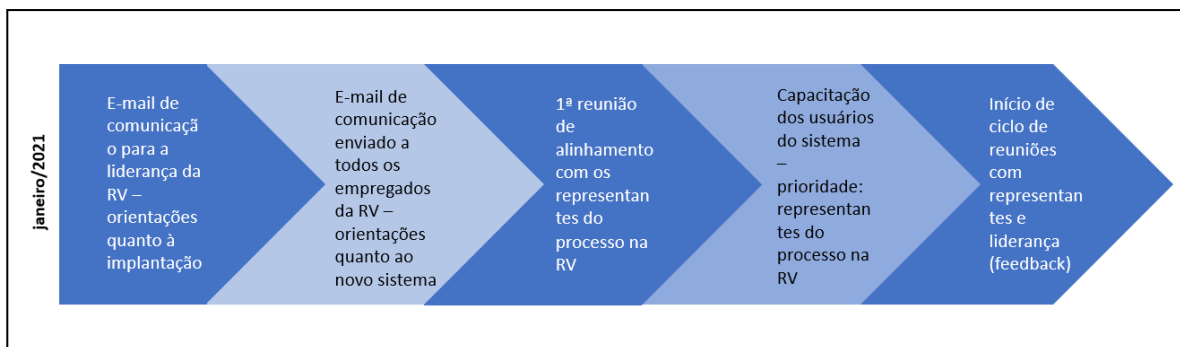 janeiro/2021
E-mail de
comunicaçã
o para a
liderança da
RV –
orientações
quanto à
implantação
E-mail de
comunicação
enviado a
todos os
empregados
da RV –
orientações
quanto ao
novo sistema
1ª reunião
de
alinhamento
com os
representan
tes do
processo na
RV
Capacitação
dos usuários
do sistema
–
prioridade:
representan
tes do
processo na
RV
Início de
ciclo de
reuniões
com
representan
tes e
liderança
(feedback)